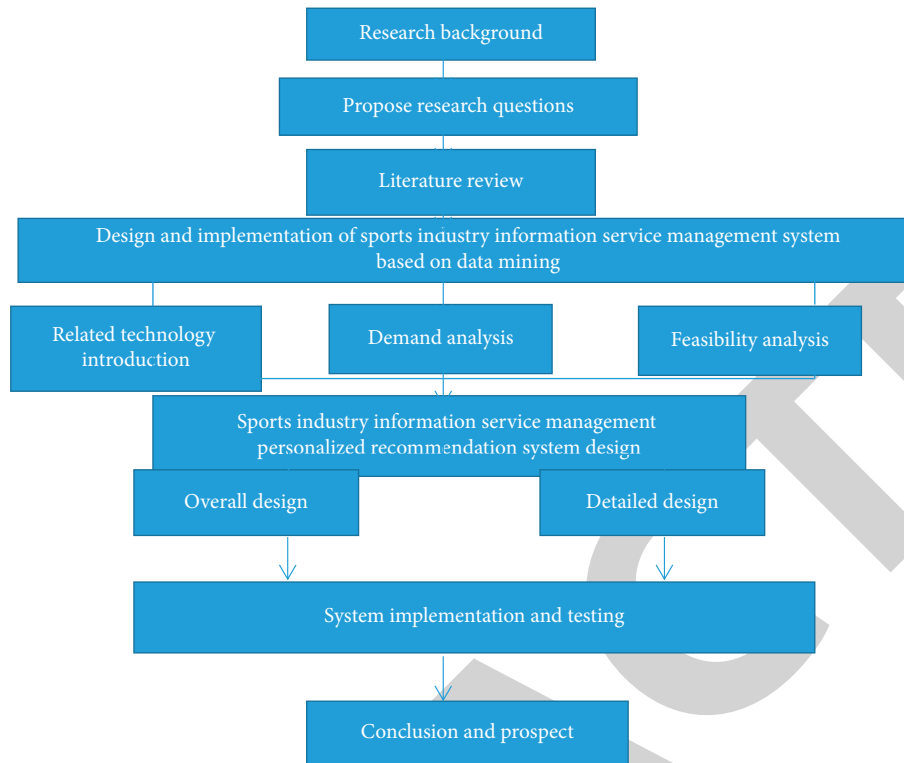 Research background
Propose research questions
Literature review
Design and implementation of sports industry information service management system
based on data mining
Related technology
introduction
Demand analysis
Feasibility analysis
Sports industry information service management
personalized recommendation system design
Overall design
Detailed design
System implementation and testing
Conclusion and prospect